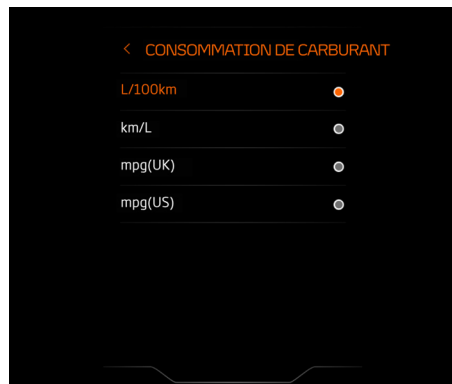 < CONSOMMATION DE CARBURANT
L/100km
km/L
mpg(UK)
mpg(US)